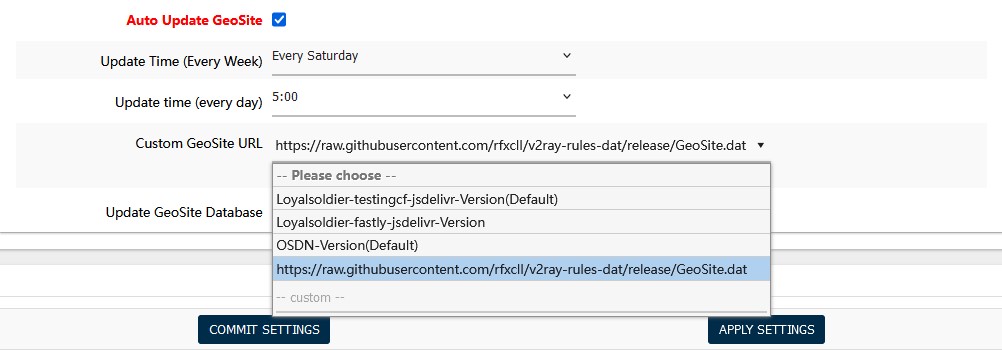 Auto Update GeoSite
Update Time (Every Week) Every Saturday
Update time (every day) 5:00
Custom GeoSite URL https://raw.githubusercontent.com/rfxcll/v2ray-rules-dat/release/GeoSite.dat
-- Please choose --
Loyalsoldier-testingcf-jsdelivr-Version(Default)
Update GeoSite Database
Loyalsoldier-fastly-jsdelivr-Version
OSDN-Version(Default)
https://raw.githubusercontent.com/rfxcll/v2ray-rules-dat/release/GeoSite.dat
-- custom --
COMMIT SETTINGS APPLY SETTINGS